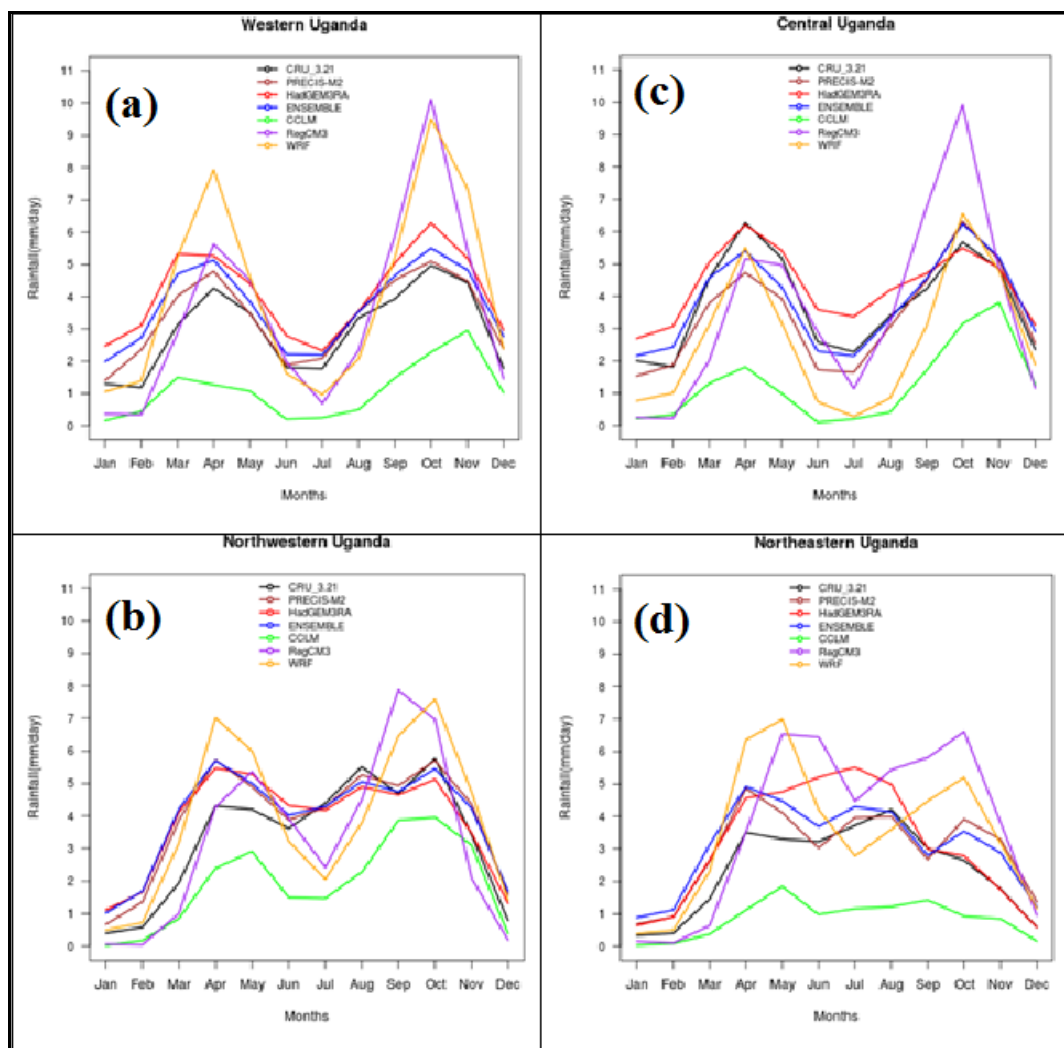 Western Uganda
(a)
CRU_3.21
PRECIS-M2
HadGEM3RA
ENSEMBLE
CCLM
RegCM3
WRF
11
10
9
8
7
6
5
4
3
2
1
0
Rainfall(mm/day)
Jan Feb Mar Apr May Jun Jul Aug Sep Oct Nov Dec
Months
Central Uganda
(c)
CRU_3.21
PRECIS-M2
HadGEM3RA
ENSEMBLE
CCLM
RegCM3
WRF
11
10
9
8
7
6
5
4
3
2
1
0
Rainfall(mm/day)
Jan Feb Mar Apr May Jun Jul Aug Sep Oct Nov Dec
Months
Northwestern Uganda
(b)
CRU_3.21
PRECIS-M2
HadGEM3RA
ENSEMBLE
CCLM
RegCM3
WRF
11
10
9
8
7
6
5
4
3
2
1
0
Rainfall(mm/day)
Jan Feb Mar Apr May Jun Jul Aug Sep Oct Nov Dec
Months
Northeastern Uganda
(d)
CRU_3.21
PRECIS-M2
HadGEM3RA
ENSEMBLE
CCLM
RegCM3
WRF
11
10
9
8
7
6
5
4
3
2
1
0
Rainfall(mm/day)
Jan Feb Mar Apr May Jun Jul Aug Sep Oct Nov Dec
Months